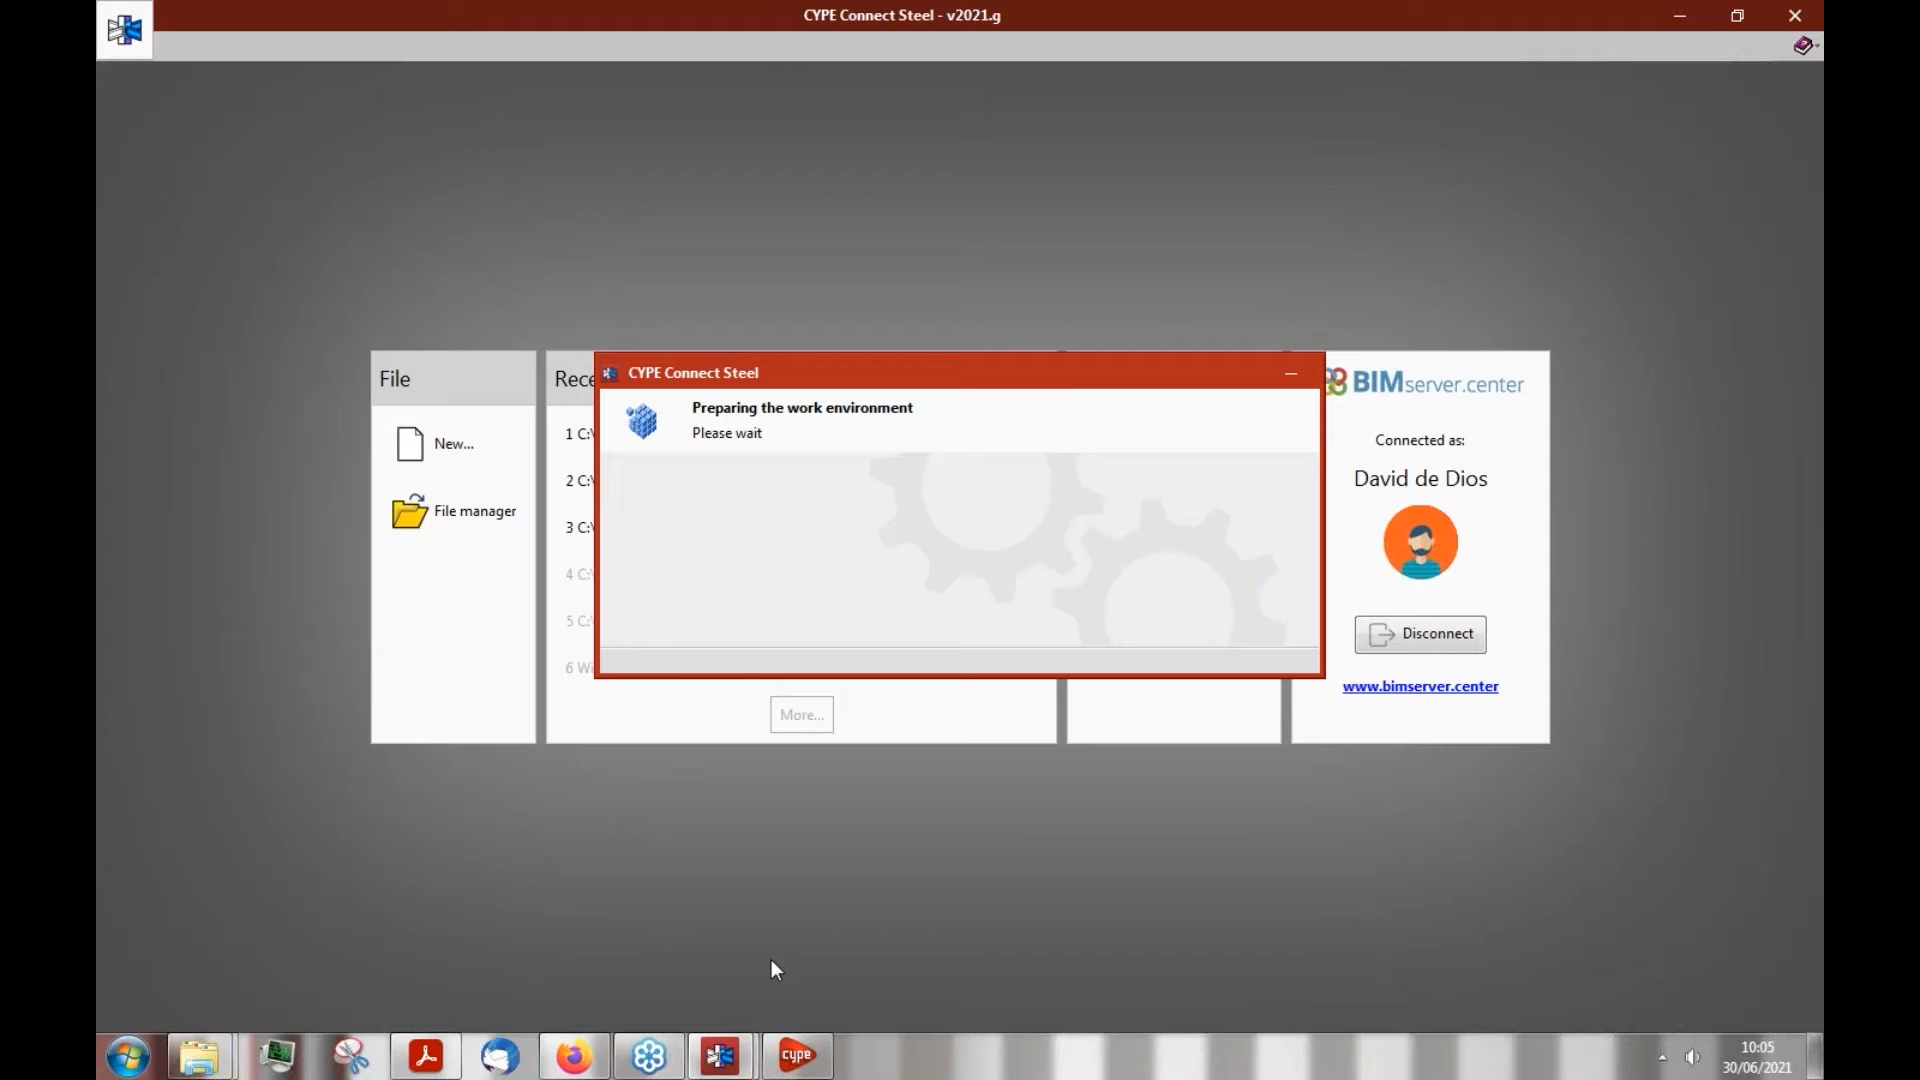 CYPE Connect Steel - v2021.g
File
New...
File manager
Rece
1 C:\
2 C:\
3 C:\
4 C:\
5 C:\
6 Wi
More...
CYPE Connect Steel
Preparing the work environment
Please wait
BIMserver.center
Connected as:
David de Dios
Disconnect
www.bimserver.center
cype
10:05
30/06/2021